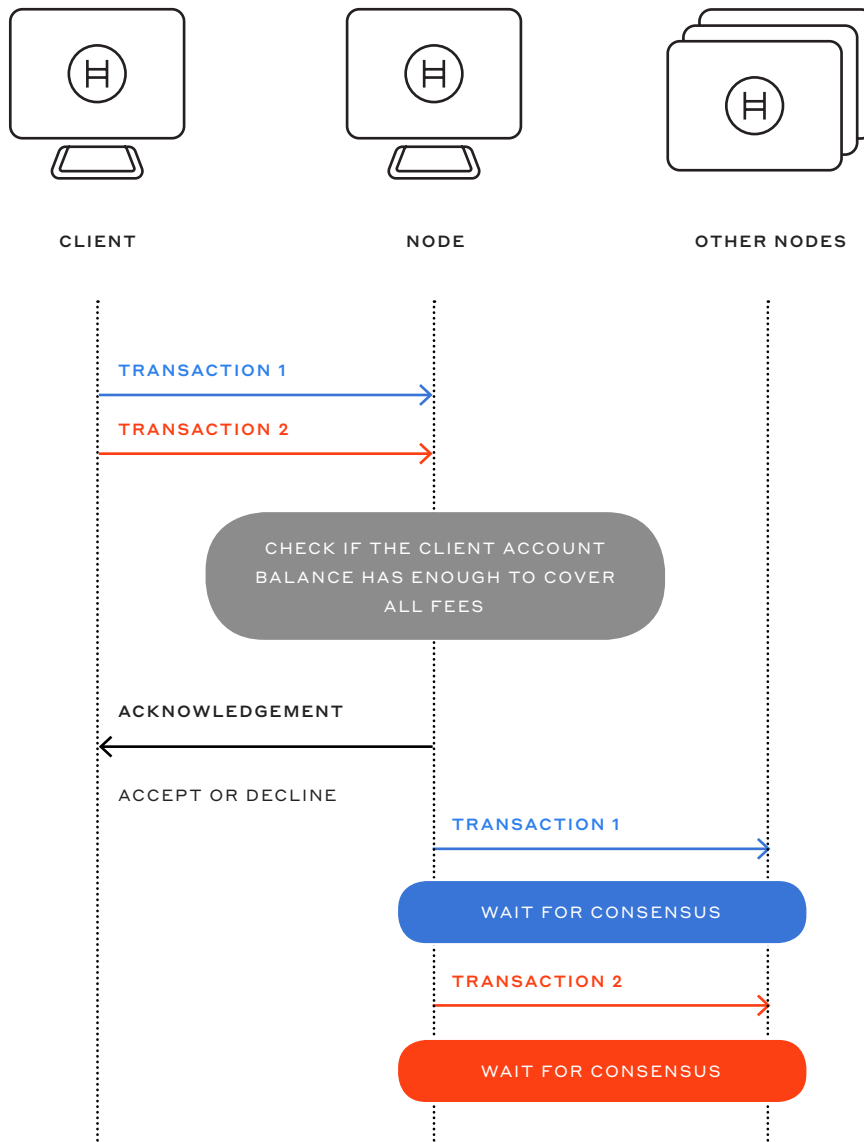 CLIENT
NODE
OTHER NODES
TRANSACTION 1
TRANSACTION 2
CHECK IF THE CLIENT ACCOUNT
BALANCE HAS ENOUGH TO COVER
ALL FEES
ACKNOWLEDGEMENT
ACCEPT OR DECLINE
TRANSACTION 1
WAIT FOR CONSENSUS
TRANSACTION 2
WAIT FOR CONSENSUS